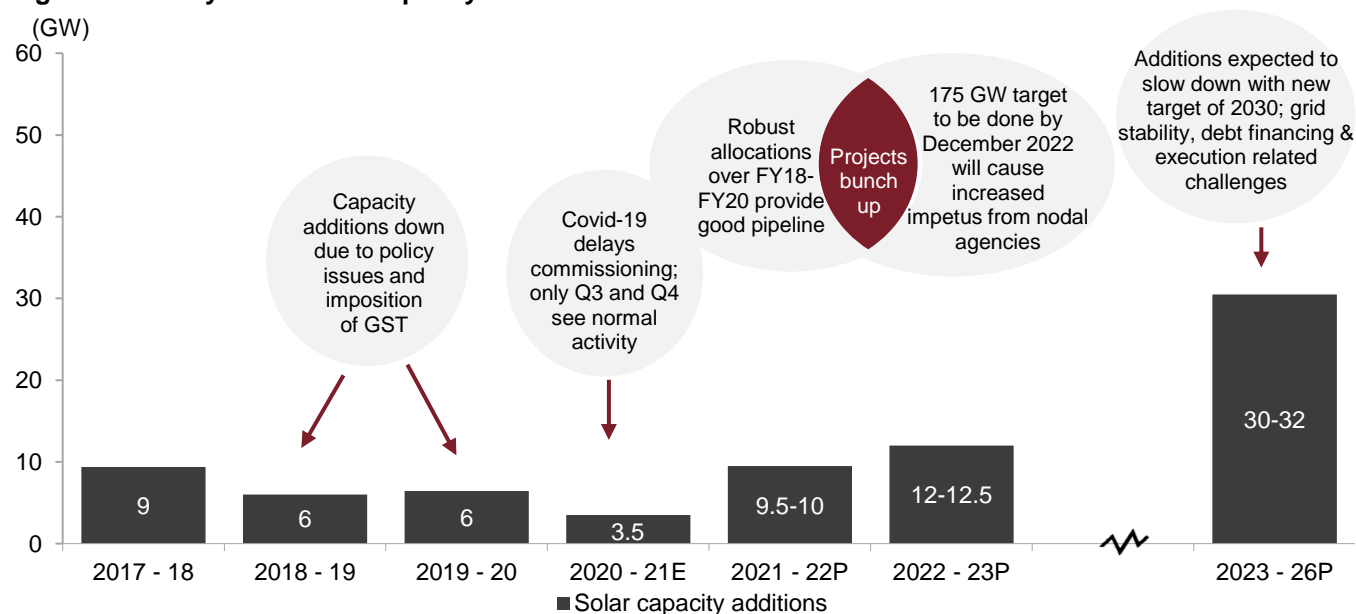 (GW)
60
50
40
30
20
10
0
Capacity
additions down
due to policy
issues and
imposition
of GST
Covid-19
delays
commissioning;
only Q3 and Q4
see normal
activity
Robust
allocations
over FY18-
FY20 provide
good pipeline
Projects
bunch
up
175 GW target
to be done by
December 2022
will cause
increased
impetus from nodal
agencies
Additions expected to
slow down with new
target of 2030; grid
stability, debt financing &
execution related
challenges
9
6
6
3.5
9.5-10
12-12.5
30-32
2017 - 18
2018 - 19
2019 - 20
2020 - 21E
2021 - 22P
2022 - 23P
2023 - 26P
Solar capacity additions